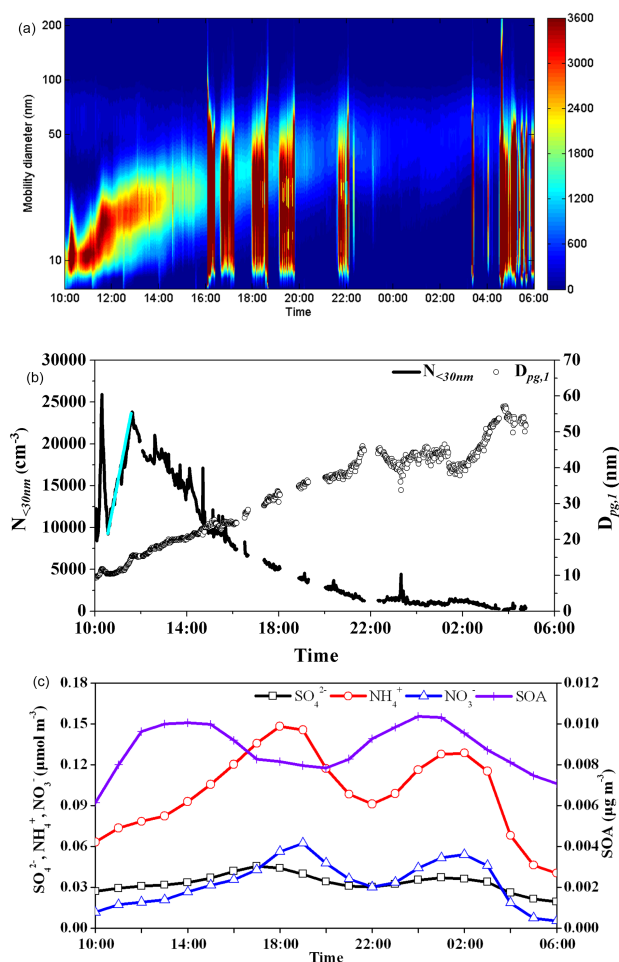 (a)
Mobility diameter (nm)
200
100
50
10
10:00 12:00 14:00 16:00 18:00 20:00 22:00 00:00 02:00 04:00 06:00
Time
3600
3000
2400
1800
1200
600
0
(b)
N<30nm Dpg,1
N<30nm (cm-3)
30000
25000
20000
15000
10000
5000
0
70
60
50
40
30
20
10
0
Dpg,1 (nm)
10:00 14:00 18:00 22:00 02:00 06:00
Time
(c)
SO4 2- NH4 + NO3 - SOA
SO4 2-, NH4 +, NO3 - (μmol m-3)
0.18
0.15
0.12
0.09
0.06
0.03
0.00
0.012
0.010
0.008
0.006
0.004
0.002
0.000
SOA (μg m-3)
10:00 14:00 18:00 22:00 02:00 06:00
Time